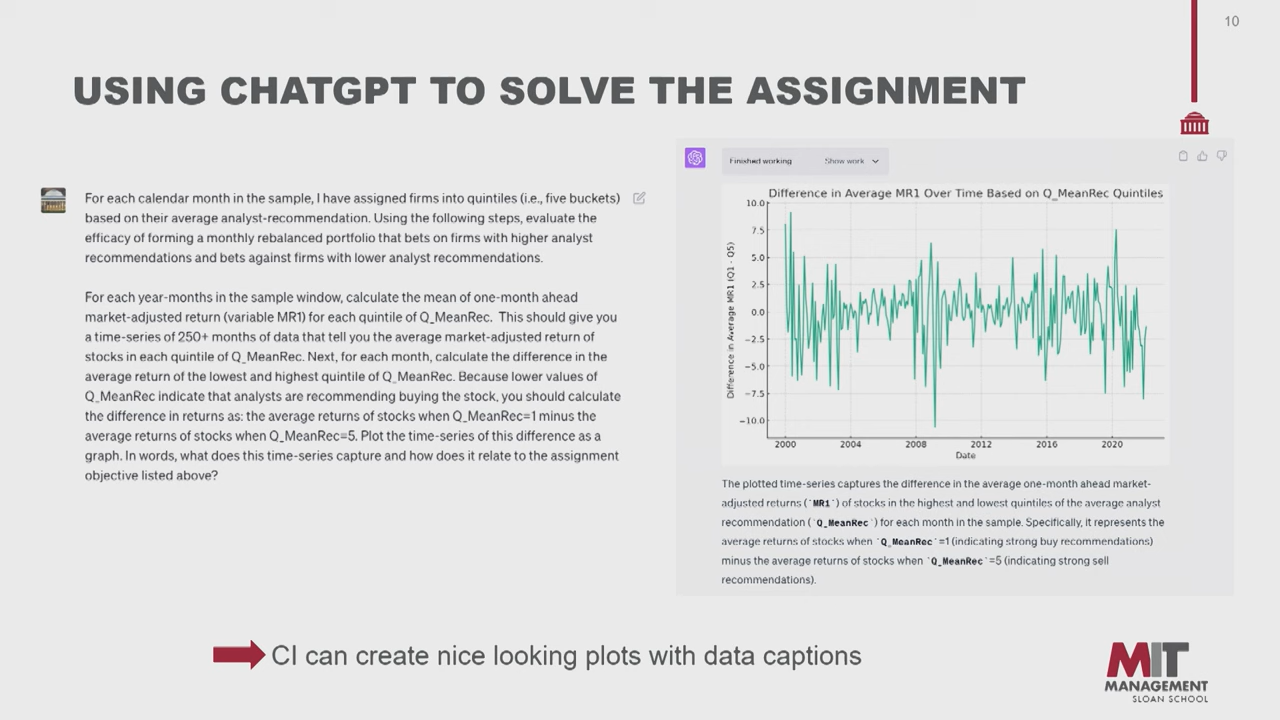 10
USING CHATGPT TO SOLVE THE ASSIGNMENT
For each calendar month in the sample, I have assigned firms into quintiles (i.e., five buckets)
based on their average analyst-recommendation. Using the following steps, evaluate the
efficacy of forming a monthly rebalanced portfolio that bets on firms with higher analyst
recommendations and bets against firms with lower analyst recommendations.
For each year-months in the sample window, calculate the mean of one-month ahead
market-adjusted return (variable MR1) for each quintile of Q_MeanRec. This should give you
a time-series of 250+ months of data that tell you the average market-adjusted return of
stocks in each quintile of Q_MeanRec. Next, for each month, calculate the difference in the
average return of the lowest and highest quintile of Q_MeanRec. Because lower values of
Q_MeanRec indicate that analysts are recommending buying the stock, you should calculate
the difference in returns as: the average returns of stocks when Q_MeanRec=1 minus the
average returns of stocks when Q_MeanRec=5. Plot the time-series of this difference as a
graph. In words, what does this time-series capture and how does it relate to the assignment
objective listed above?
Finished working Show work
Difference in Average MR1 Over Time Based on Q_MeanRec Quintiles
Difference in Average MR1 (Q1 - Q5)
10.0
7.5
5.0
2.5
0.0
−2.5
−5.0
−7.5
−10.0
2000 2004 2008 2012 2016 2020
Date
The plotted time-series captures the difference in the average one-month ahead market-
adjusted returns (`MR1`) of stocks in the highest and lowest quintiles of the average analyst
recommendation (`Q_MeanRec`) for each month in the sample. Specifically, it represents the
average returns of stocks when `Q_MeanRec`=1 (indicating strong buy recommendations)
minus the average returns of stocks when `Q_MeanRec`=5 (indicating strong sell
recommendations).
CI can create nice looking plots with data captions
MIT
MANAGEMENT
SLOAN SCHOOL